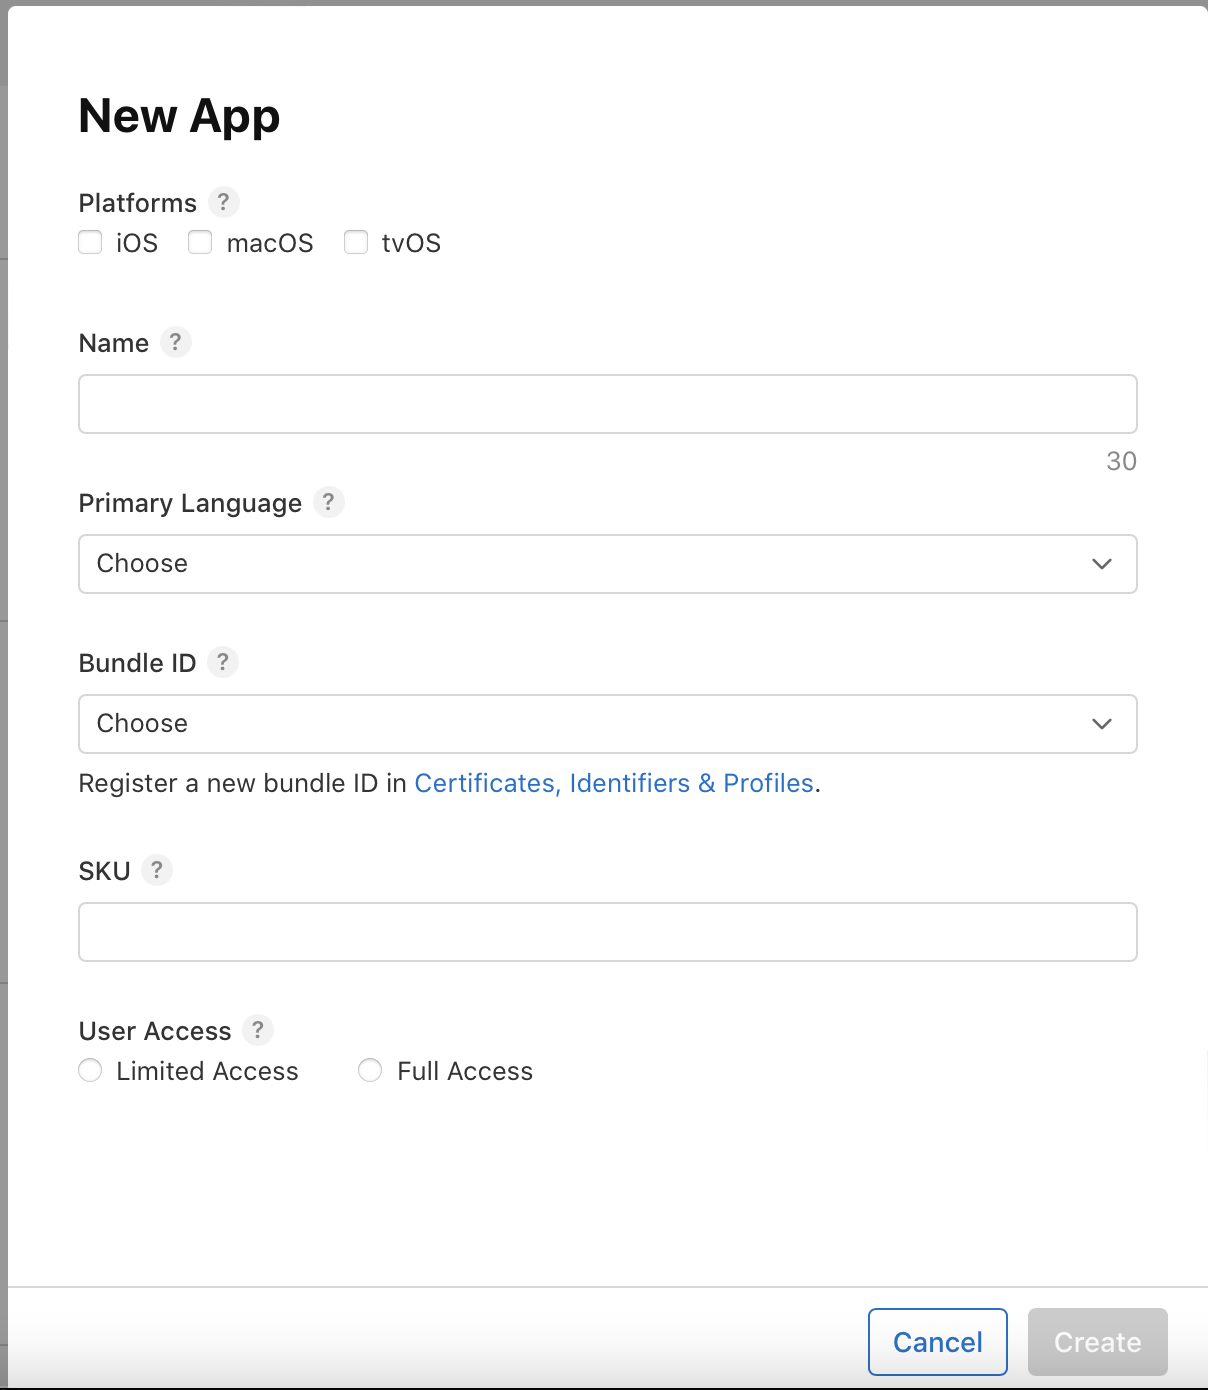 New App
Platforms ?
iOS macOS tvOS
Name ?
30
Primary Language ?
Choose
Bundle ID ?
Choose
Register a new bundle ID in Certificates, Identifiers & Profiles.
SKU ?
User Access ?
Limited Access Full Access
Cancel Create